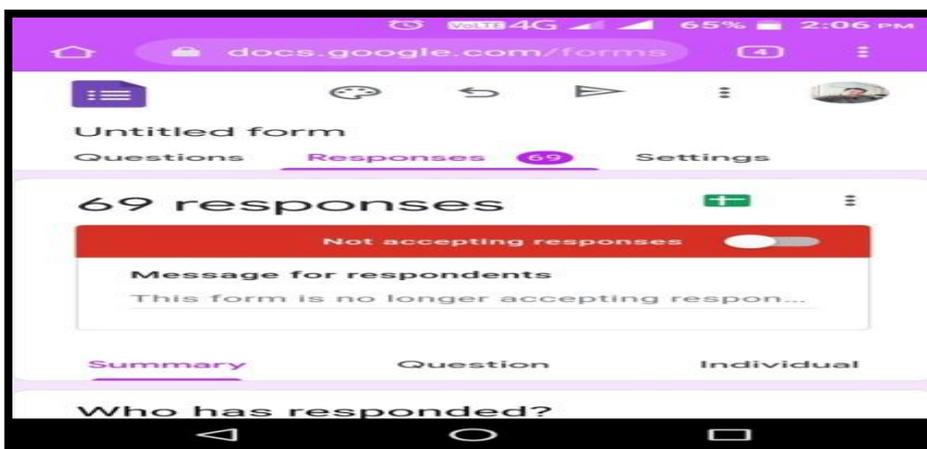 VoLTE 4G 65% 2:06 PM
docs.google.com/forms 4
Untitled form
Questions Responses 69 Settings
69 responses
Not accepting responses
Message for respondents
This form is no longer accepting respon...
Summary Question Individual
Who has responded?